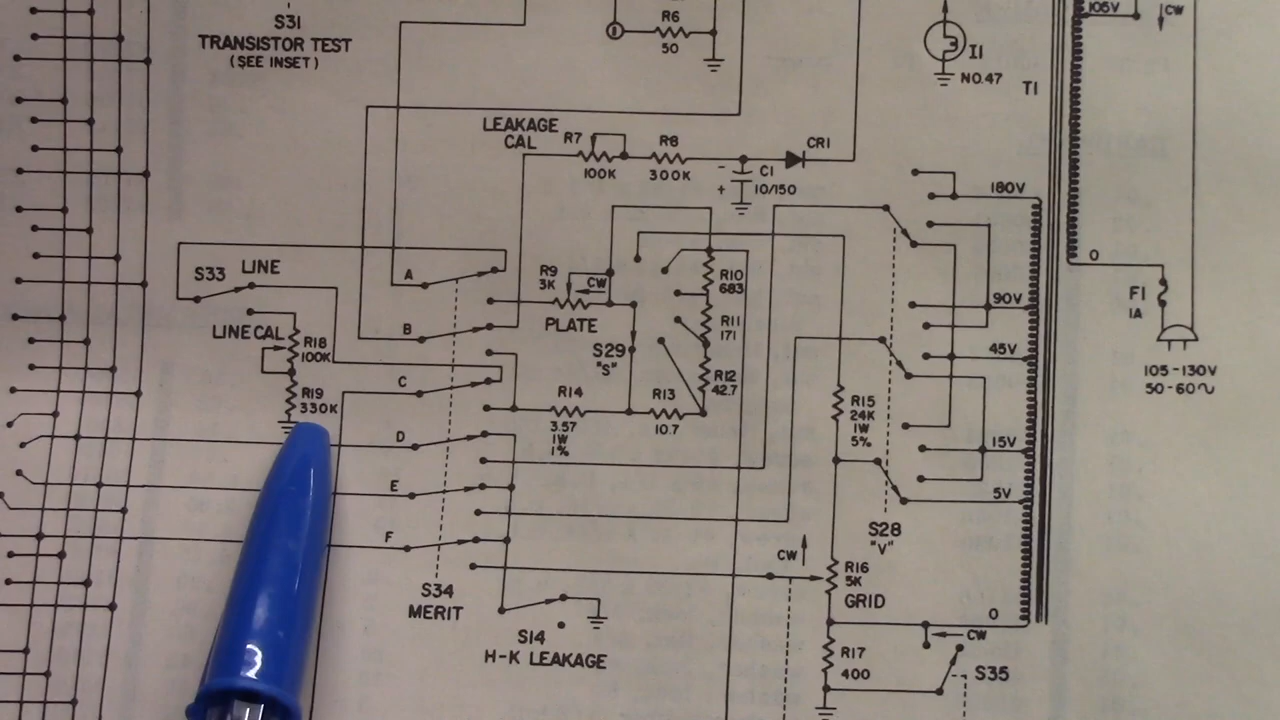 S31
TRANSISTOR TEST
(SEE INSET)
R6
50
I1
NO.47
T1
105V
CW
LEAKAGE
CAL
R7
100K
R8
300K
CR1
C1
10/150
-
+
180V
S33
LINE
LINE CAL
R18
100K
R19
330K
A
B
C
D
E
F
R9
3K
CW
PLATE
S29
"S"
R10
683
R11
171
R12
42.7
R13
10.7
R14
3.57
1W
1%
R15
24K
1W
5%
90V
45V
15V
5V
0
0
F1
1A
105-130V
50-60∿
S28
"V"
CW
R16
5K
GRID
R17
400
CW
S35
S34
MERIT
S14
H-K LEAKAGE